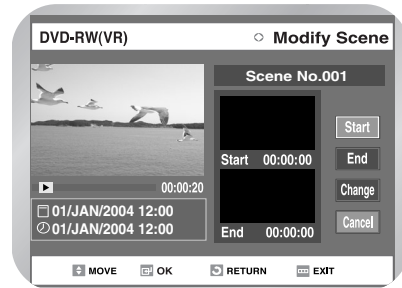 DVD-RW(VR)
Modify Scene
Scene No.001
Start 00:00:00
00:00:20
01/JAN/2004 12:00
01/JAN/2004 12:00
End 00:00:00
Start
End
Change
Cancel
MOVE OK RETURN EXIT